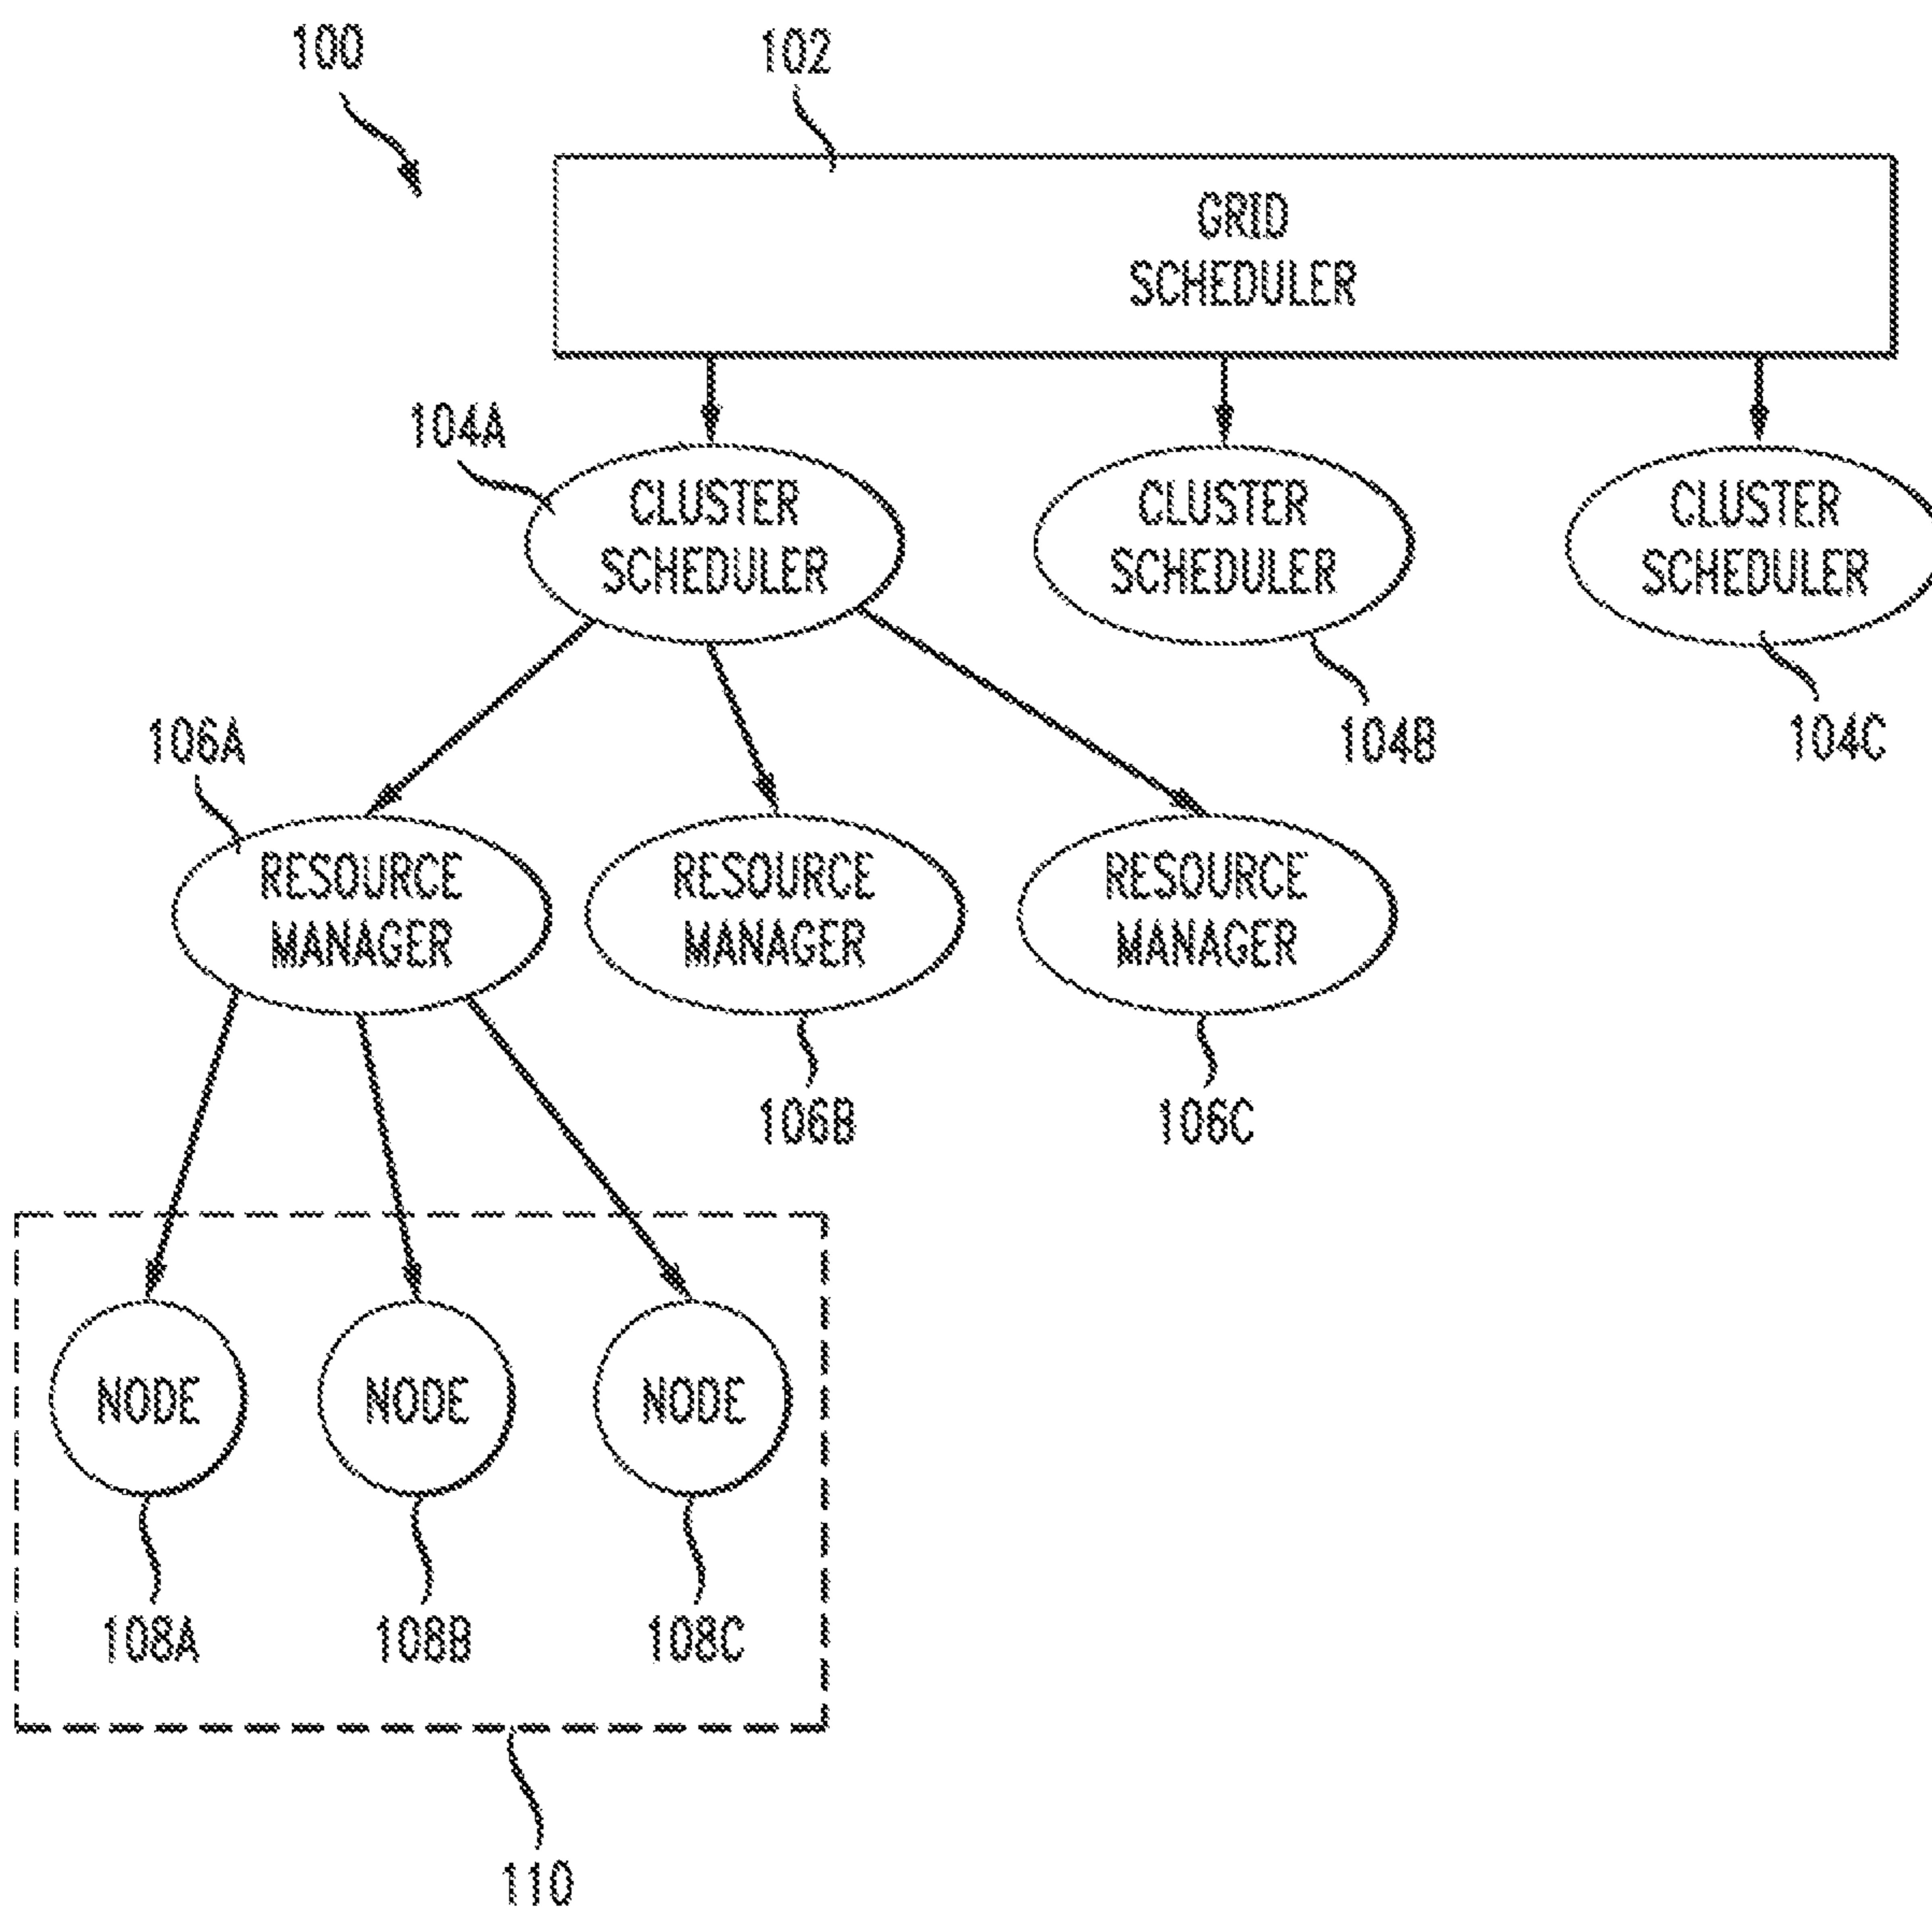 100
102
GRID
SCHEDULER
104A
CLUSTER
SCHEDULER
CLUSTER
SCHEDULER
CLUSTER
SCHEDULER
104B
104C
106A
RESOURCE
MANAGER
RESOURCE
MANAGER
RESOURCE
MANAGER
106B
106C
NODE
NODE
NODE
108A
108B
108C
110